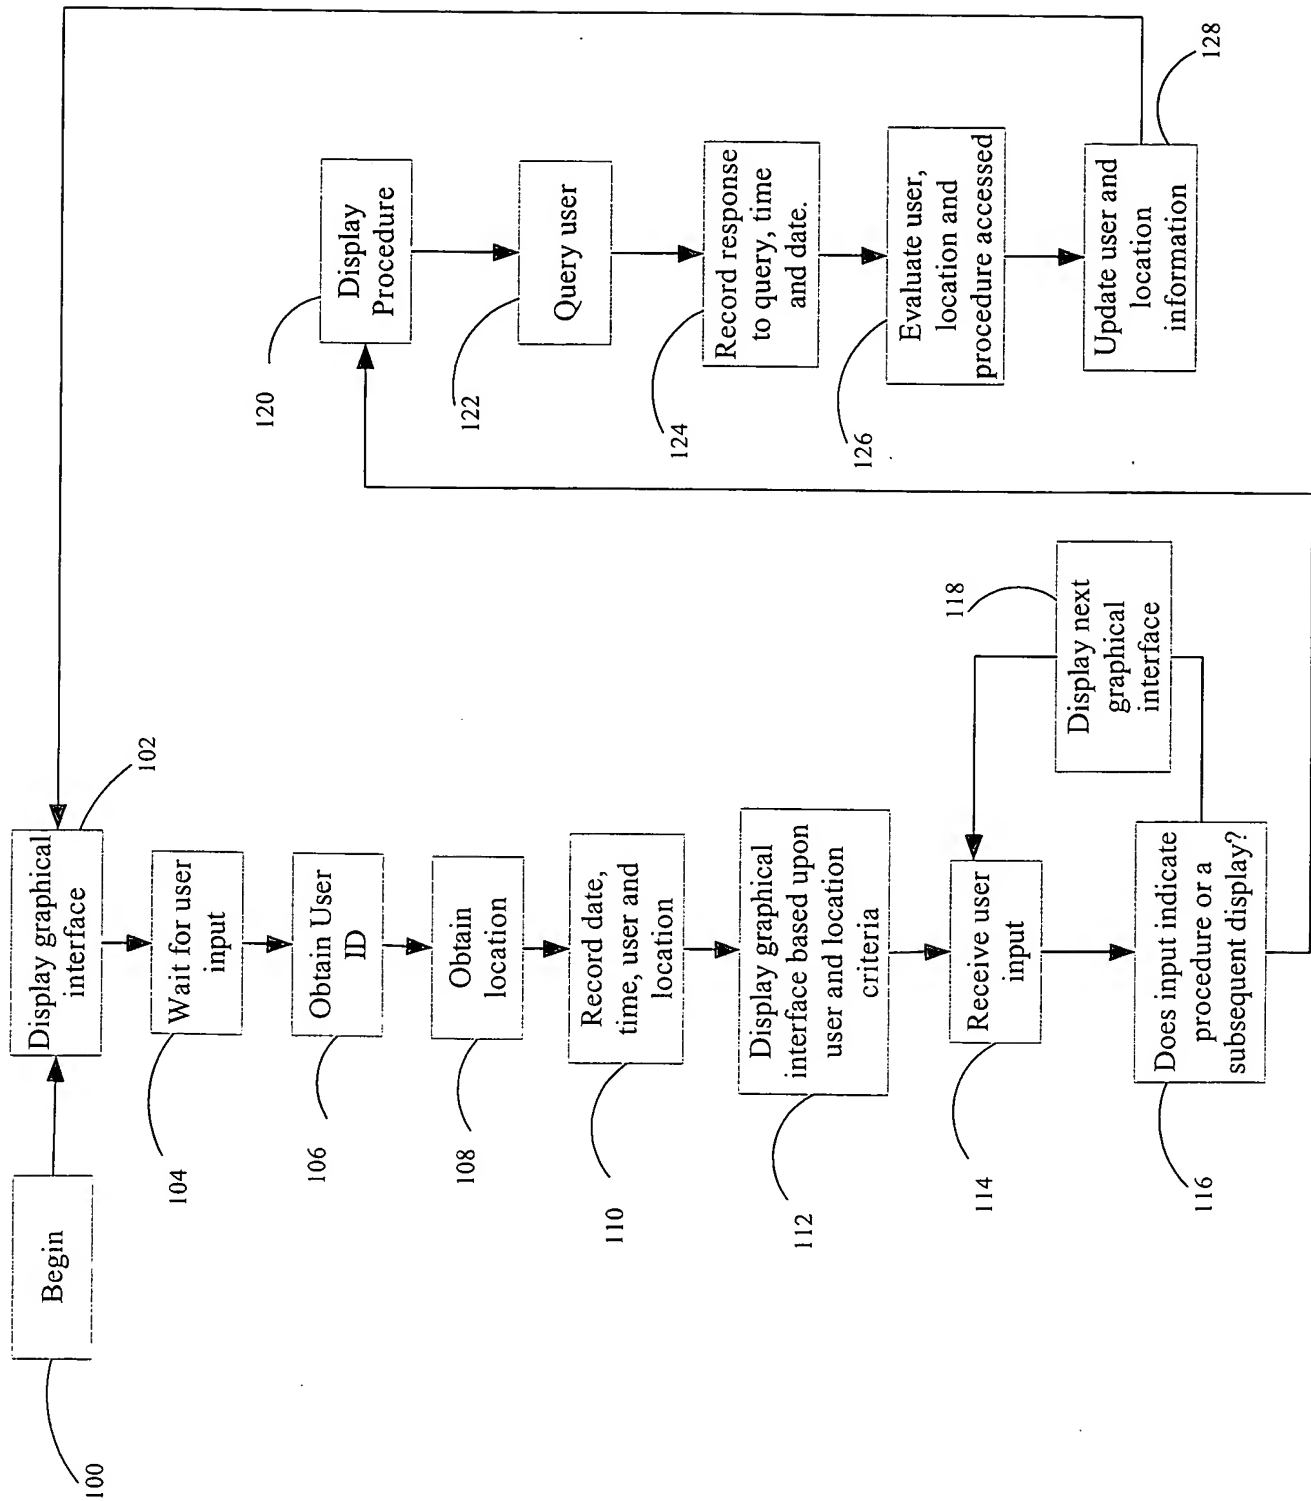 100
Begin
Display graphical
interface
102
Wait for user
input
104
Obtain User
ID
106
Obtain
location
108
Record date,
time, user and
location
110
Display graphical
interface based upon
user and location
criteria
112
Receive user
input
114
Does input indicate
procedure or a
subsequent display?
116
Display next
graphical
interface
118
Display
Procedure
120
Query user
122
Record response
to query, time
and date.
124
Evaluate user,
location and
procedure accessed
126
Update user and
location
information
128